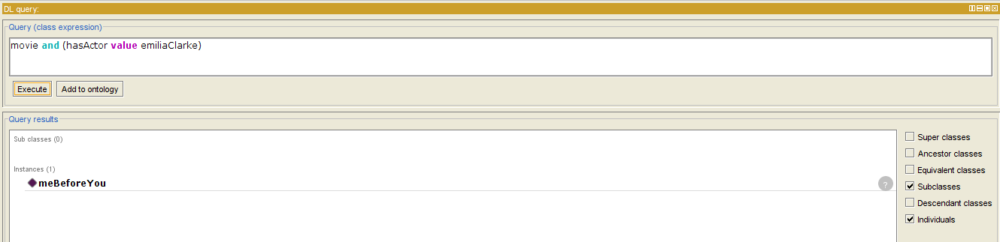 DL query:
Query (class expression)
movie and (hasActor value emiliaClarke)
Execute Add to ontology
Query results
Sub classes (0)
Instances (1)
meBeforeYou
?
Super classes
Ancestor classes
Equivalent classes
Subclasses
Descendant classes
Individuals